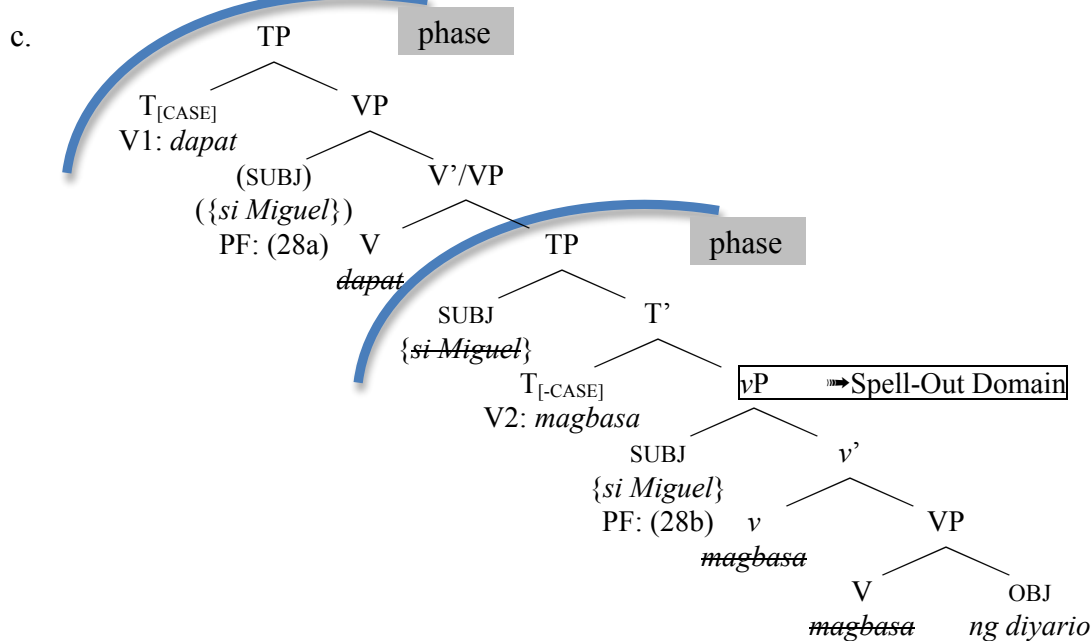 c.
TP phase
T[CASE] VP
V1: dapat
(SUBJ) V’/VP
({si Miguel})
PF: (28a) V TP phase
dapat
SUBJ T’
{si Miguel}
T[-CASE] vP ➠Spell-Out Domain
V2: magbasa
SUBJ v’
{si Miguel}
PF: (28b) v VP
magbasa
V OBJ
magbasa ng diyario